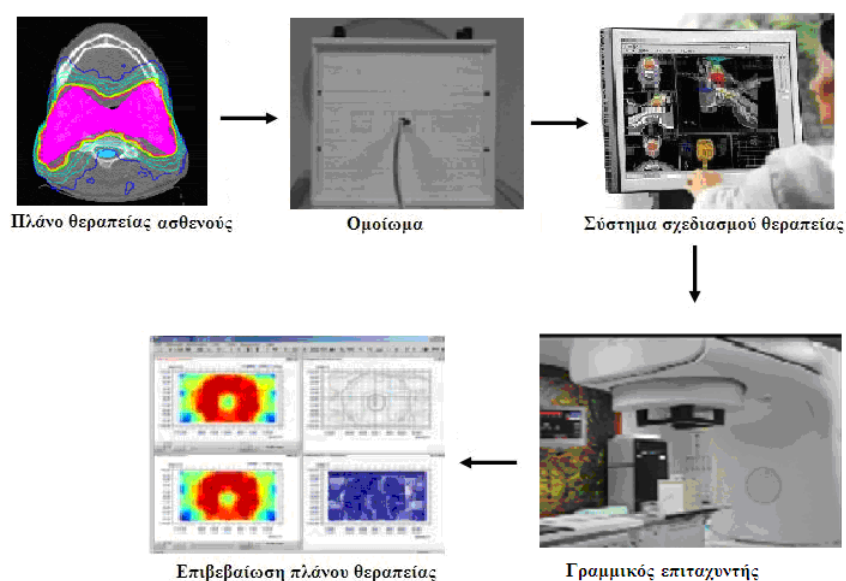 Πλάνο θεραπείας ασθενούς
Ομοίωμα
Σύστημα σχεδιασμού θεραπείας
Επιβεβαίωση πλάνου θεραπείας
Γραμμικός επιταχυντής